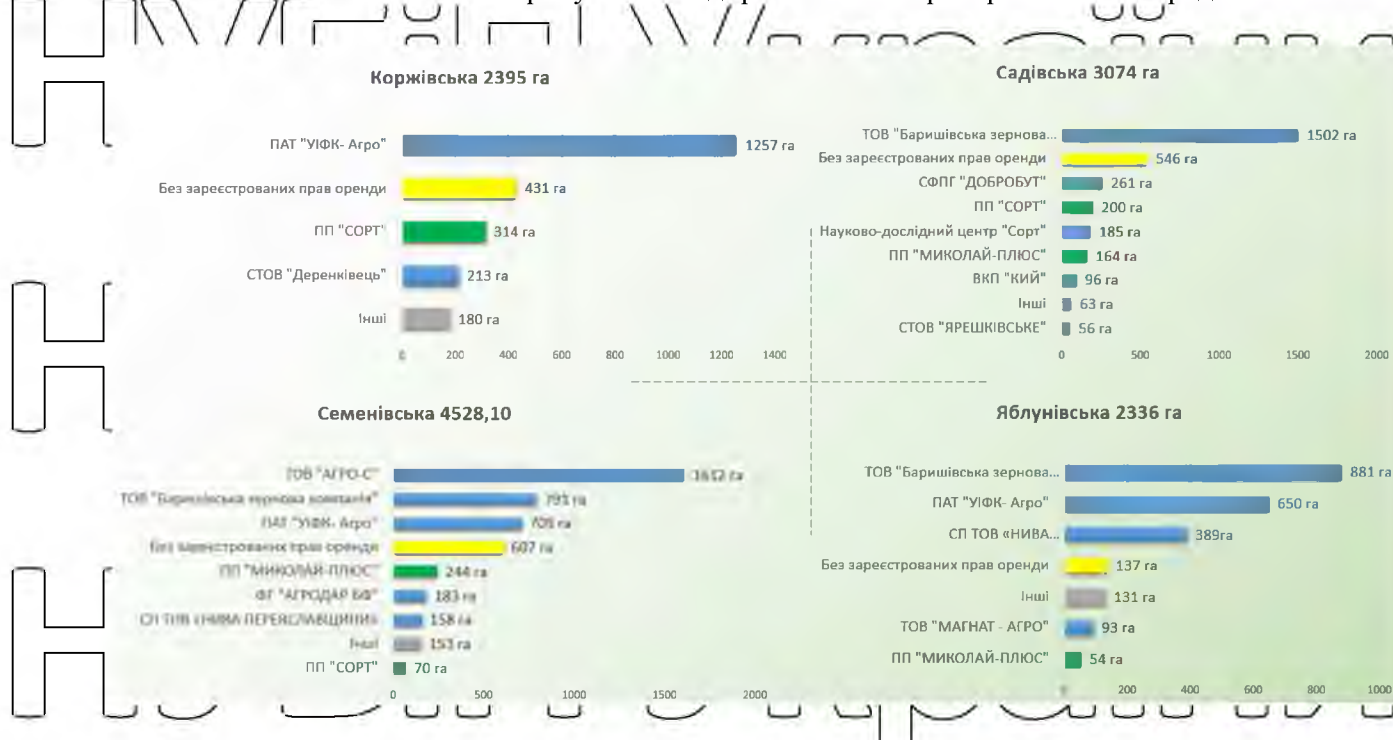 Коржівська 2395 га
ПАТ "УІФК- Агро"
1257 га
Без зареєстрованих прав оренди
431 га
ПП "СОРТ"
314 га
СТОВ "Деренківець"
213 га
Інші
180 га
0 200 400 600 800 1000 1200 1400
Садівська 3074 га
ТОВ "Баришівська зернова...
1502 га
Без зареєстрованих прав оренди
546 га
СФПГ "ДОБРОБУТ"
261 га
ПП "СОРТ"
200 га
Науково-дослідний центр "Сорт"
185 га
ПП "МИКОЛАЙ-ПЛЮС"
164 га
ВКП "КИЙ"
96 га
Інші
63 га
СТОВ "ЯРЕШКІВСЬКЕ"
56 га
0 500 1000 1500 2000
Семенівська 4528,10
ТОВ "АГРО-С"
1612 га
ТОВ "Баришівська зернова компанія"
га
ПАТ "УІФК- Агро"
га
Без зареєстрованих прав оренди
607 га
ПП "МИКОЛАЙ-ПЛЮС"
244 га
ФГ "АГРОДАР БФ"
183 га
СП ТОВ «НИВА ПЕРЕЯСЛАВЩИНИ»
158 га
Інші
153 га
ПП "СОРТ"
70 га
0 500 1000 1500 2000
Яблунівська 2336 га
ТОВ "Баришівська зернова...
881 га
ПАТ "УІФК- Агро"
650 га
СП ТОВ «НИВА...
389га
Без зареєстрованих прав оренди
137 га
Інші
131 га
ТОВ "МАГНАТ - АГРО"
93 га
ПП "МИКОЛАЙ-ПЛЮС"
54 га
0 200 400 600 800 1000